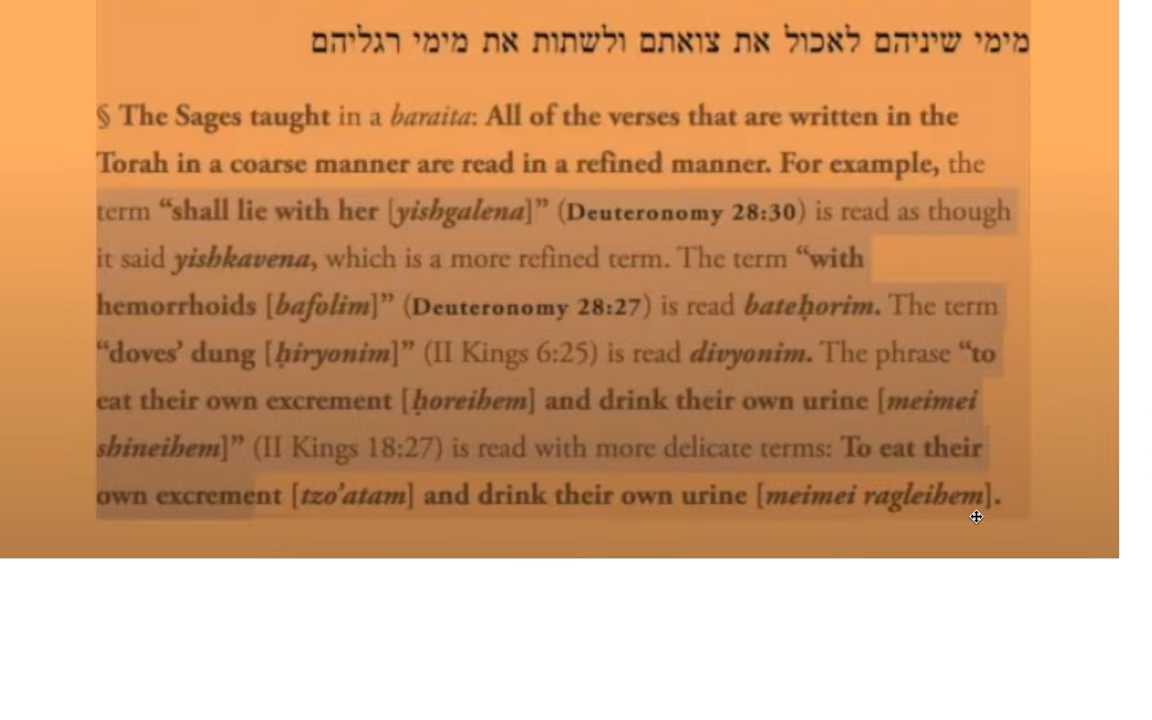 מימי שיניהם לאכול את צואתם ולשתות את מימי רגליהם
§ The Sages taught in a baraita: All of the verses that are written in the
Torah in a coarse manner are read in a refined manner. For example, the
term “shall lie with her [yishgalena]” (Deuteronomy 28:30) is read as though
it said yishkavena, which is a more refined term. The term “with
hemorrhoids [bafolim]” (Deuteronomy 28:27) is read bateḥorim. The term
“doves’ dung [ḥiryonim]” (II Kings 6:25) is read divyonim. The phrase “to
eat their own excrement [ḥoreihem] and drink their own urine [meimei
shineihem]” (II Kings 18:27) is read with more delicate terms: To eat their
own excrement [tzo’atam] and drink their own urine [meimei ragleihem].